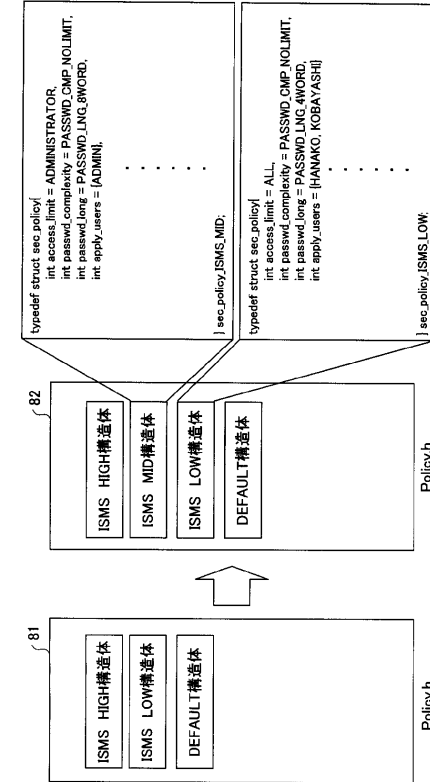 81
ISMS HIGH構造体
ISMS LOW構造体
DEFAULT構造体
Policy.h
82
ISMS HIGH構造体
ISMS MID構造体
ISMS LOW構造体
DEFAULT構造体
Policy.h
typedef struct sec_policy{
int access_limit = ADMINISTRATOR,
int passwd_complexity = PASSWD_CMP_NOLIMIT,
int passwd_long = PASSWD_LNG_8WORD,
int apply_users = [ADMIN],
. . . . . .
} sec_policy_ISMS_MID;
typedef struct sec_policy{
int access_limit = ALL,
int passwd_complexity = PASSWD_CMP_NOLIMIT,
int passwd_long = PASSWD_LNG_4WORD,
int apply_users = [HANAKO, KOBAYASHI]
. . . . . .
} sec_policy_ISMS_LOW;